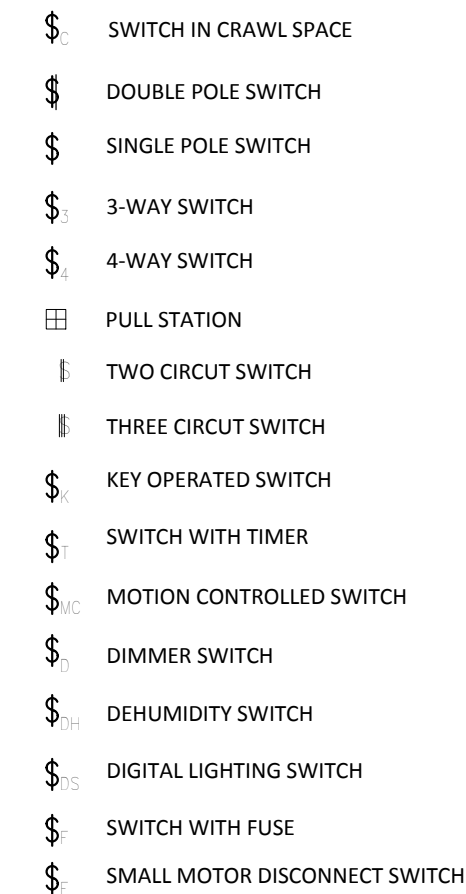 $C SWITCH IN CRAWL SPACE
$ DOUBLE POLE SWITCH
$ SINGLE POLE SWITCH
$3 3-WAY SWITCH
$4 4-WAY SWITCH
PULL STATION
$ TWO CIRCUT SWITCH
$ THREE CIRCUT SWITCH
$K KEY OPERATED SWITCH
$T SWITCH WITH TIMER
$MC MOTION CONTROLLED SWITCH
$D DIMMER SWITCH
$DH DEHUMIDITY SWITCH
$DS DIGITAL LIGHTING SWITCH
$F SWITCH WITH FUSE
$F SMALL MOTOR DISCONNECT SWITCH